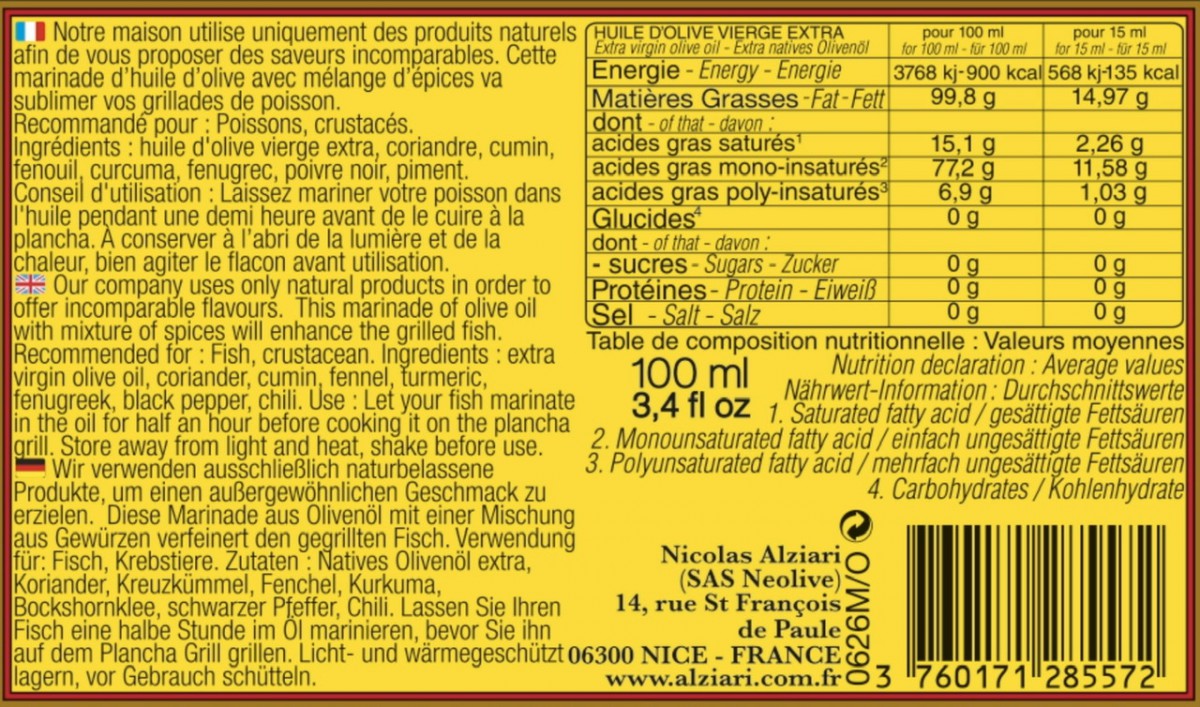 Notre maison utilise uniquement des produits naturels
afin de vous proposer des saveurs incomparables. Cette
marinade d'huile d'olive avec mélange d'épices va
sublimer vos grillades de poisson.
Recommandé pour : Poissons, crustacés.
Ingrédients : huile d'olive vierge extra, coriandre, cumin,
fenouil, curcuma, fenugrec, poivre noir, piment.
Conseil d'utilisation : Laissez mariner votre poisson dans
l'huile pendant une demi heure avant de le cuire à la
plancha. À conserver à l'abri de la lumière et de la
chaleur, bien agiter le flacon avant utilisation.
Our company uses only natural products in order to
offer incomparable flavours. This marinade of olive oil
with mixture of spices will enhance the grilled fish.
Recommended for : Fish, crustacean. Ingredients : extra
virgin olive oil, coriander, cumin, fennel, turmeric,
fenugreek, black pepper, chili. Use : Let your fish marinate
in the oil for half an hour before cooking it on the plancha
grill. Store away from light and heat, shake before use.
Wir verwenden ausschließlich naturbelassene
Produkte, um einen außergewöhnlichen Geschmack zu
erzielen. Diese Marinade aus Olivenöl mit einer Mischung
aus Gewürzen verfeinert den gegrillten Fisch. Verwendung
für: Fisch, Krebstiere. Zutaten : Natives Olivenöl extra,
Koriander, Kreuzkümmel, Fenchel, Kurkuma,
Bockshornklee, schwarzer Pfeffer, Chili. Lassen Sie Ihren
Fisch eine halbe Stunde im Öl marinieren, bevor Sie ihn
auf dem Plancha Grill grillen. Licht- und wärmegeschützt
lagern, vor Gebrauch schütteln.
HUILE D'OLIVE VIERGE EXTRA pour 100 ml pour 15 ml
Extra virgin olive oil - Extra natives Olivenöl for 100 ml - für 100 ml for 15 ml - für 15 ml
Energie - Energy - Energie 3768 kj-900 kcal 568 kj-135 kcal
Matières Grasses - Fat - Fett 99,8 g 14,97 g
dont - of that - davon :
acides gras saturés¹ 15,1 g 2,26 g
acides gras mono-insaturés² 77,2 g 11,58 g
acides gras poly-insaturés³ 6,9 g 1,03 g
Glucides⁴ 0 g 0 g
dont - of that - davon :
- sucres - Sugars - Zucker 0 g 0 g
Protéines - Protein - Eiweiß 0 g 0 g
Sel - Salt - Salz 0 g 0 g
Table de composition nutritionnelle : Valeurs moyennes
Nutrition declaration : Average values
Nährwert-Information : Durchschnittswerte
100 ml
3,4 fl oz
1. Saturated fatty acid / gesättigte Fettsäuren
2. Monounsaturated fatty acid / einfach ungesättigte Fettsäuren
3. Polyunsaturated fatty acid / mehrfach ungesättigte Fettsäuren
4. Carbohydrates / Kohlenhydrate
Nicolas Alziari
(SAS Neolive)
14, rue St François
de Paule
06300 NICE - FRANCE
www.alziari.com.fr
0626M/O
3 760171 285572